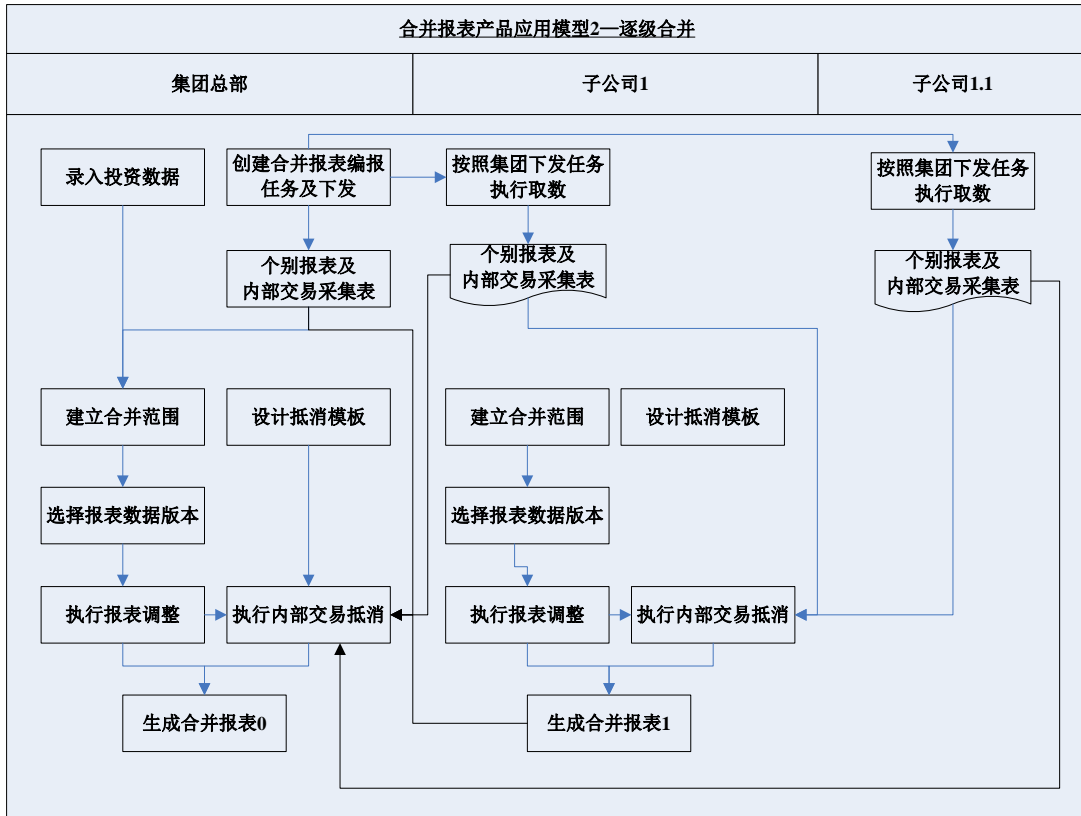 合并报表产品应用模型2—逐级合并
集团总部
子公司1
子公司1.1
录入投资数据
创建合并报表编报
任务及下发
按照集团下发任务
执行取数
按照集团下发任务
执行取数
个别报表及
内部交易采集表
个别报表及
内部交易采集表
个别报表及
内部交易采集表
建立合并范围
设计抵消模板
建立合并范围
设计抵消模板
选择报表数据版本
选择报表数据版本
执行报表调整
执行内部交易抵消
执行报表调整
执行内部交易抵消
生成合并报表0
生成合并报表1